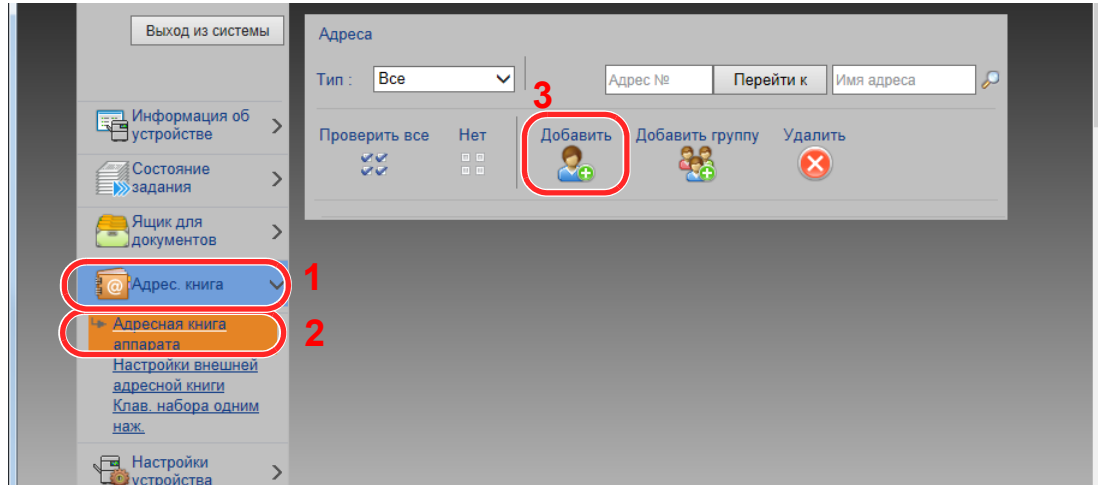 Выход из системы
Адреса
Тип :
Все
Адрес №
Перейти к
Имя адреса
3
Проверить все
Нет
Добавить
Добавить группу
Удалить
Информация об
устройстве
Состояние
задания
Ящик для
документов
Адрес. книга
1
Адресная книга
аппарата
2
Настройки внешней
адресной книги
Клав. набора одним
наж.
Настройки
устройства